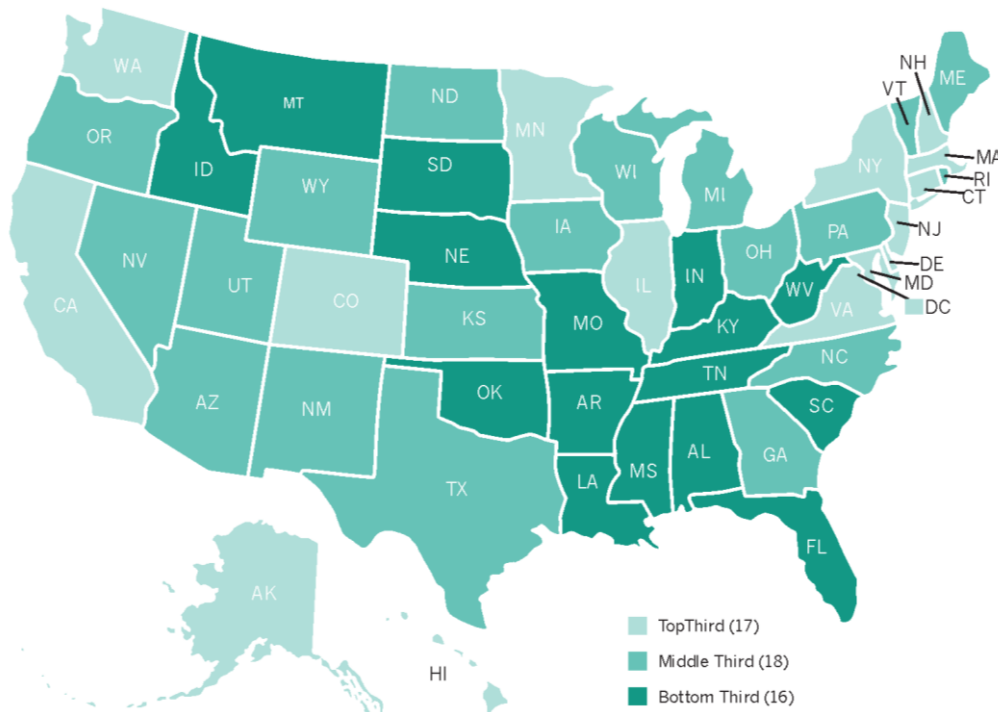 WA
NH
ME
VT
MT
ND
MN
OR
MA
ID
SD
WI
NY
RI
WY
MI
CT
IA
PA
NJ
NE
OH
NV
IN
DE
UT
IL
MD
CA
CO
WV
DC
VA
KS
MO
KY
NC
TN
AZ
NM
OK
AR
SC
MS
AL
GA
LA
TX
FL
AK
TopThird (17)
HI
Middle Third (18)
Bottom Third (16)